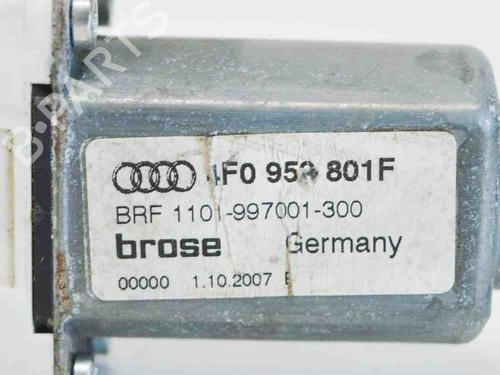 B-PARTS
4F0 959 801F
BRF 1101-997001-300
brose Germany
00000 1.10.2007 E